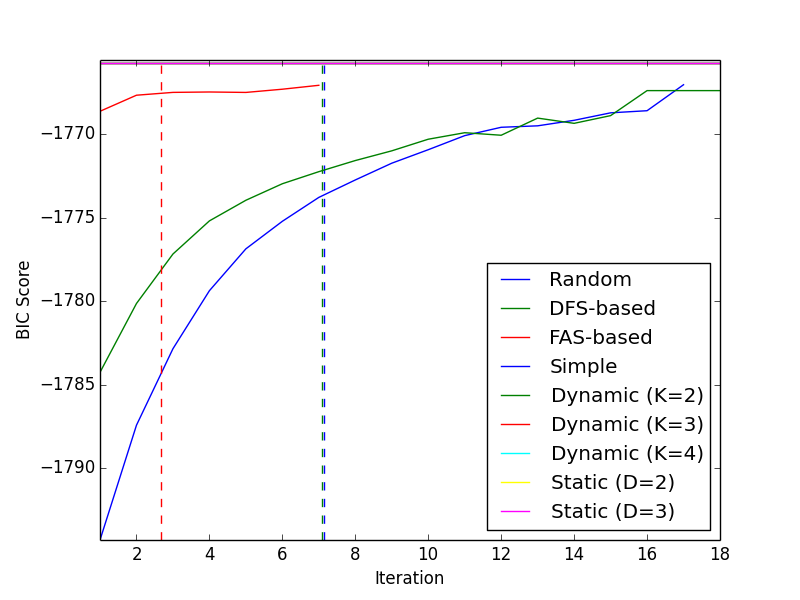 −1770
−1775
−1780
−1785
−1790
BIC Score
2 4 6 8 10 12 14 16 18
Iteration
Random
DFS-based
FAS-based
Simple
Dynamic (K=2)
Dynamic (K=3)
Dynamic (K=4)
Static (D=2)
Static (D=3)